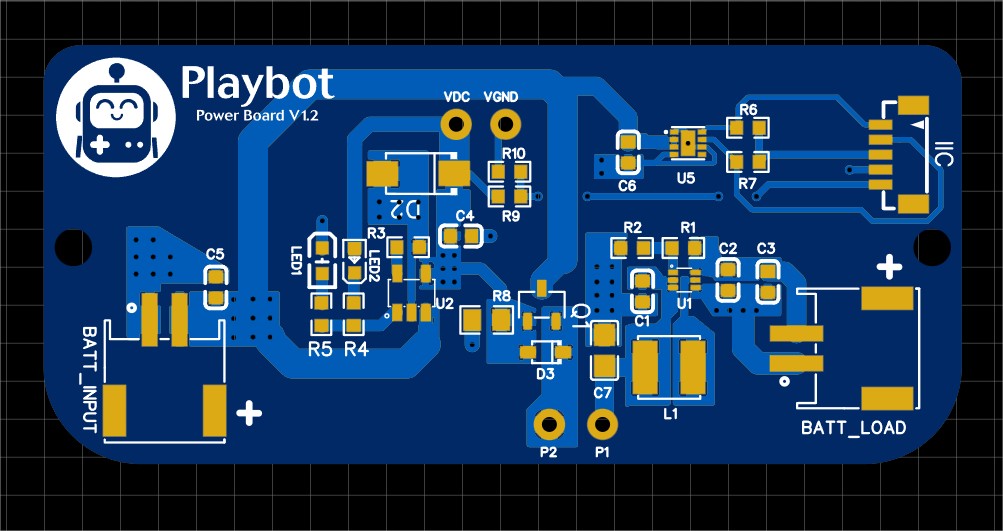 Playbot
Power Board V1.2
VDC
VGND
R6
R10
IIC
C6
U5
R7
R9
D2
C4
R3
R2
R1
C5
LED1
LED2
C2
C3
+
U2
R8
Q1
C1
U1
R5
R4
D3
BATT_INPUT
C7
L1
+
BATT_LOAD
P2
P1